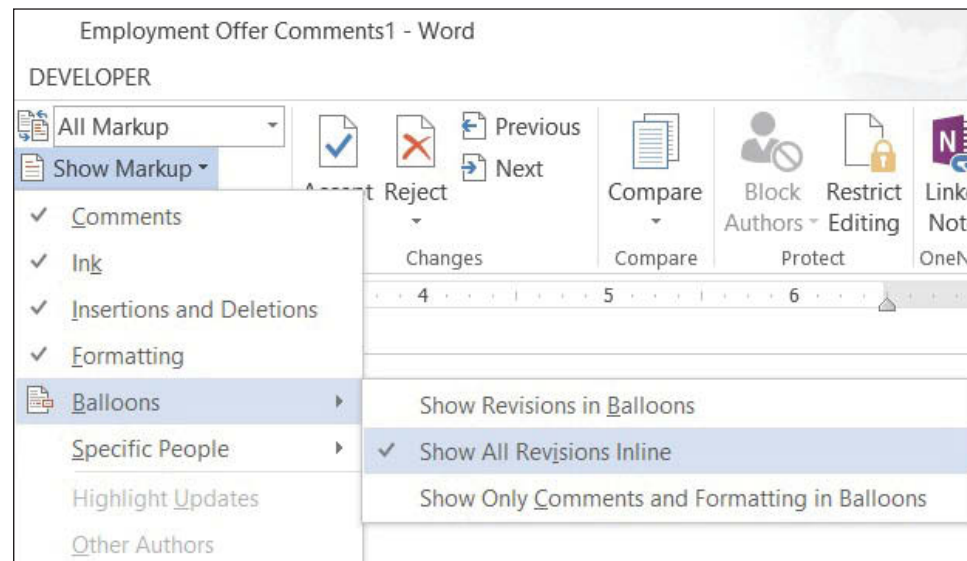 Employment Offer Comments1 - Word
DEVELOPER
All Markup
Show Markup
Reject
Previous
Next
Compare
Block
Authors
Restrict
Editing
Changes
Compare
Protect
Comments
Ink
Insertions and Deletions
Formatting
Balloons
Specific People
Highlight Updates
Other Authors
4 5 6
Show Revisions in Balloons
Show All Revisions Inline
Show Only Comments and Formatting in Balloons